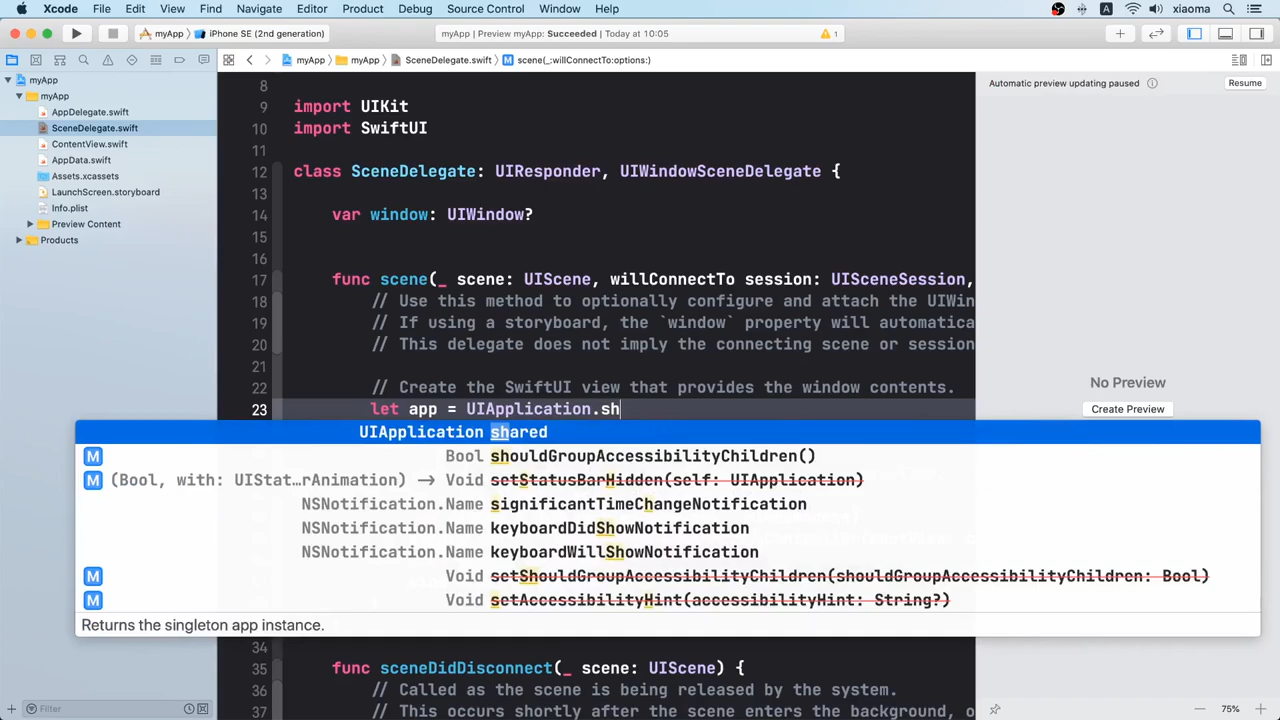 Xcode File Edit View Find Navigate Editor Product Debug Source Control Window Help A xiaoma
myApp iPhone SE (2nd generation) myApp | Preview myApp: Succeeded | Today at 10:05 1
myApp myApp SceneDelegate.swift M scene(_:willConnectTo:options:)
myApp
myApp
AppDelegate.swift
SceneDelegate.swift
ContentView.swift
AppData.swift
Assets.xcassets
LaunchScreen.storyboard
Info.plist
Preview Content
Products
Filter
8
9 import UIKit
10 import SwiftUI
11
12 class SceneDelegate: UIResponder, UIWindowSceneDelegate {
13
14 var window: UIWindow?
15
16
17 func scene(_ scene: UIScene, willConnectTo session: UISceneSession,
18 // Use this method to optionally configure and attach the UIWin
19 // If using a storyboard, the `window` property will automatica
20 // This delegate does not imply the connecting scene or session
21
22 // Create the SwiftUI view that provides the window contents.
23 let app = UIApplication.sh
UIApplication shared
M Bool shouldGroupAccessibilityChildren()
M (Bool, with: UIStat…rAnimation) -> Void setStatusBarHidden(self: UIApplication)
NSNotification.Name significantTimeChangeNotification
NSNotification.Name keyboardDidShowNotification
NSNotification.Name keyboardWillShowNotification
M Void setShouldGroupAccessibilityChildren(shouldGroupAccessibilityChildren: Bool)
M Void setAccessibilityHint(accessibilityHint: String?)
Returns the singleton app instance.
34
35 func sceneDidDisconnect(_ scene: UIScene) {
36 // Called as the scene is being released by the system.
37 // This occurs shortly after the scene enters the background, o
Automatic preview updating paused Resume
No Preview
Create Preview
75%